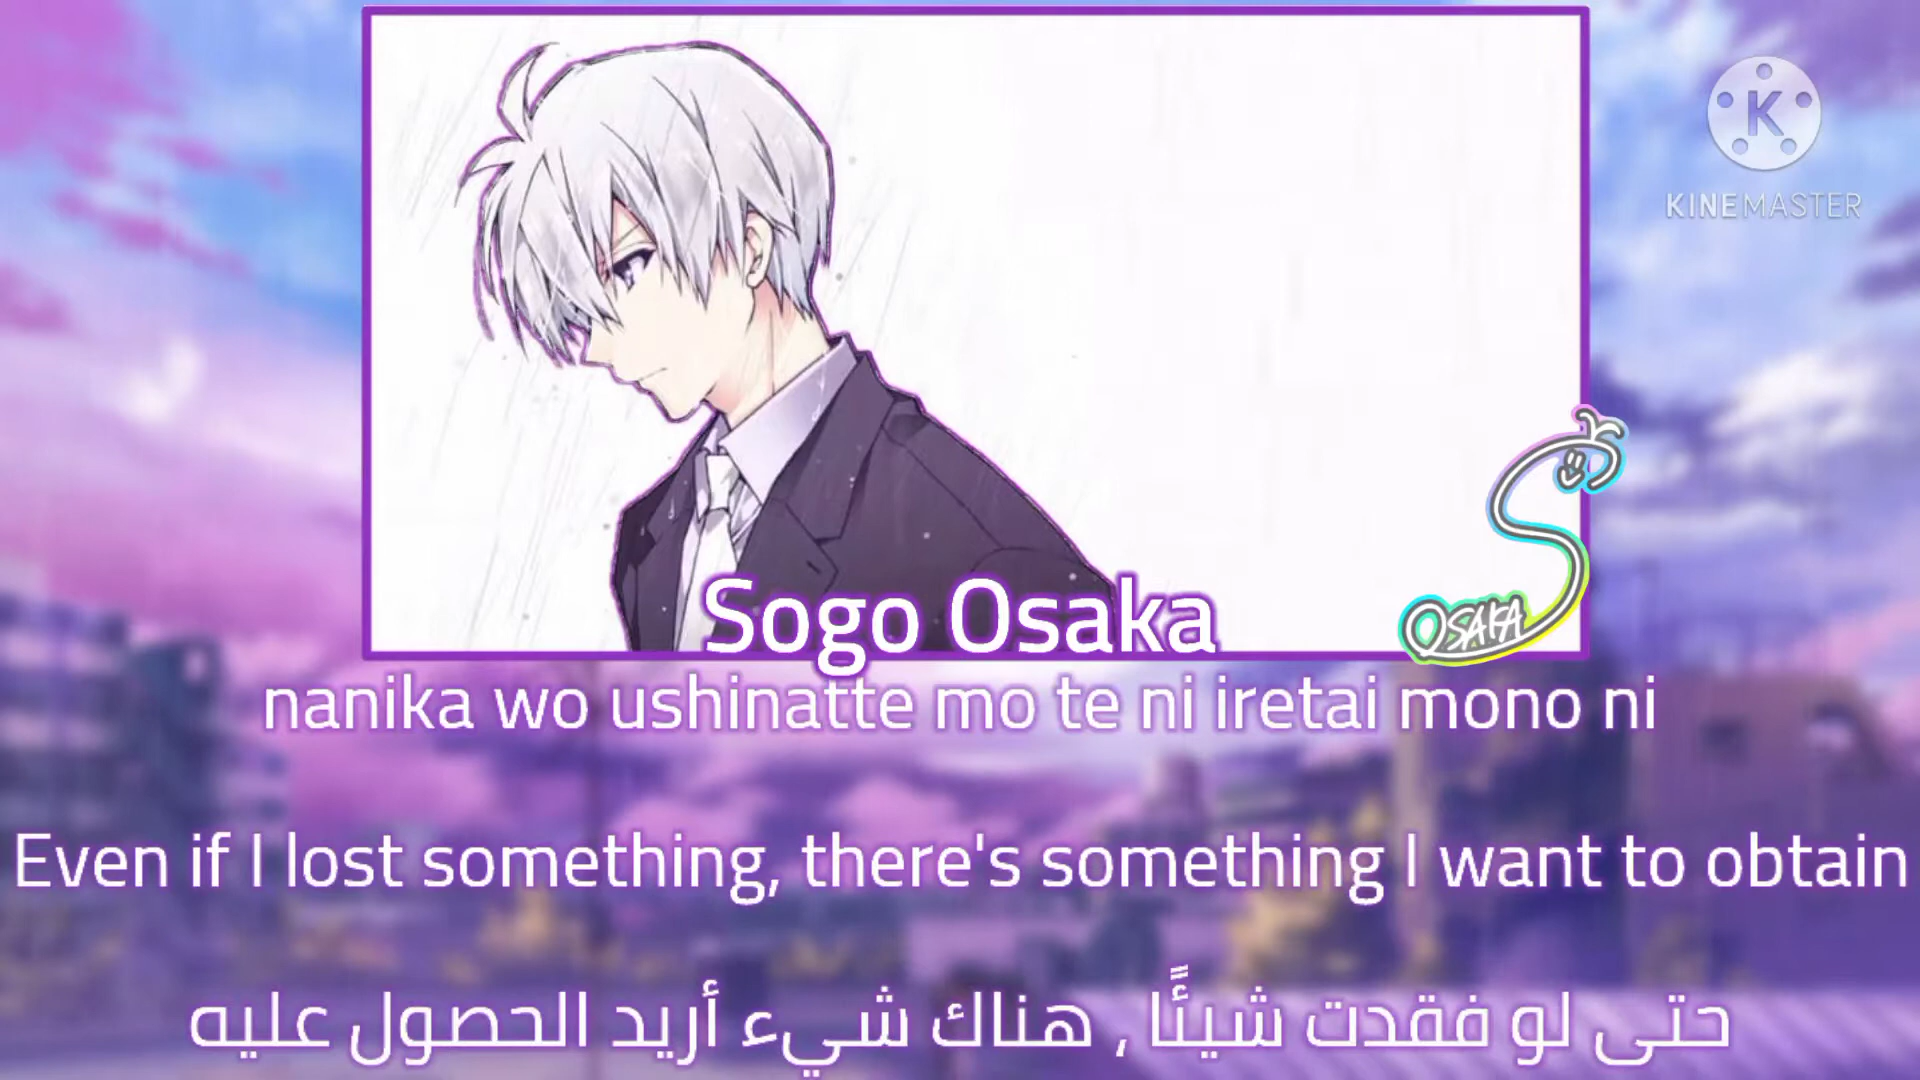 K
KINEMASTER
OSAKA
Sogo Osaka
nanika wo ushinatte mo te ni iretai mono ni
Even if I lost something, there's something I want to obtain
حتى لو فقدت شيئًا , هناك شيء أريد الحصول عليه